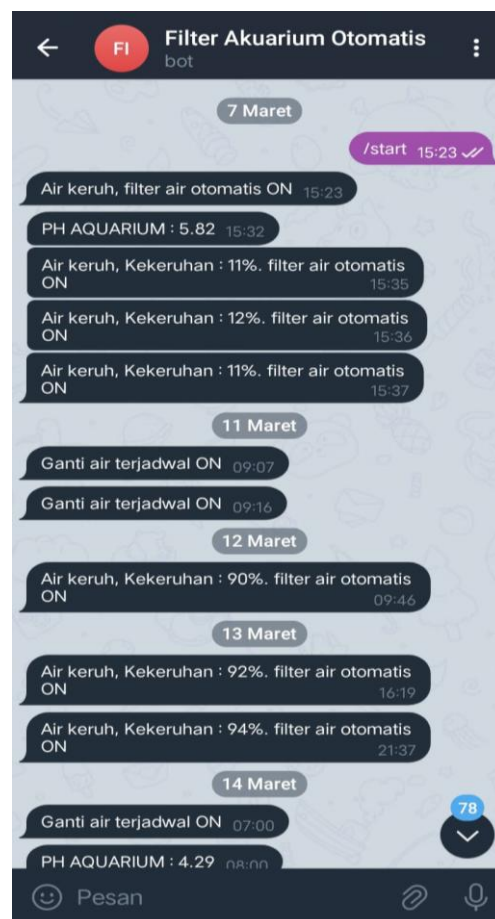 FI
Filter Akuarium Otomatis
bot
7 Maret
/start 15:23
Air keruh, filter air otomatis ON 15:23
PH AQUARIUM : 5.82 15:32
Air keruh, Kekeruhan : 11%. filter air otomatis
ON 15:35
Air keruh, Kekeruhan : 12%. filter air otomatis
ON 15:36
Air keruh, Kekeruhan : 11%. filter air otomatis
ON 15:37
11 Maret
Ganti air terjadwal ON 09:07
Ganti air terjadwal ON 09:16
12 Maret
Air keruh, Kekeruhan : 90%. filter air otomatis
ON 09:46
13 Maret
Air keruh, Kekeruhan : 92%. filter air otomatis
ON 16:19
Air keruh, Kekeruhan : 94%. filter air otomatis
ON 21:37
14 Maret
78
Ganti air terjadwal ON 07:00
PH AQUARIUM : 4.29 08:00
Pesan